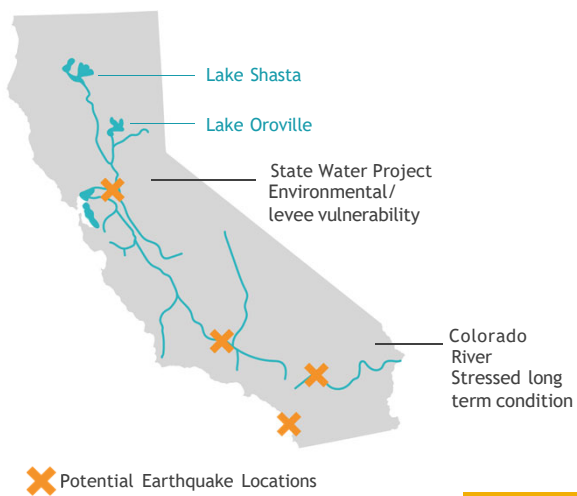 Lake Shasta
Lake Oroville
State Water Project
Environmental/
levee vulnerability
Colorado
River
Stressed long
term condition
Potential Earthquake Locations